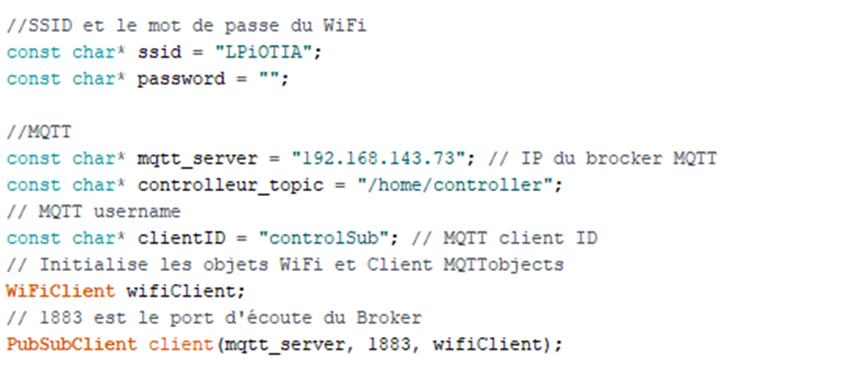 //SSID et le mot de passe du WiFi
const char* ssid = "LPiOTIA";
const char* password = "";
//MQTT
const char* mqtt_server = "192.168.143.73"; // IP du brocker MQTT
const char* controlleur_topic = "/home/controller";
// MQTT username
const char* clientID = "controlSub"; // MQTT client ID
// Initialise les objets WiFi et Client MQTTobjects
WiFiClient wifiClient;
// 1883 est le port d'écoute du Broker
PubSubClient client(mqtt_server, 1883, wifiClient);